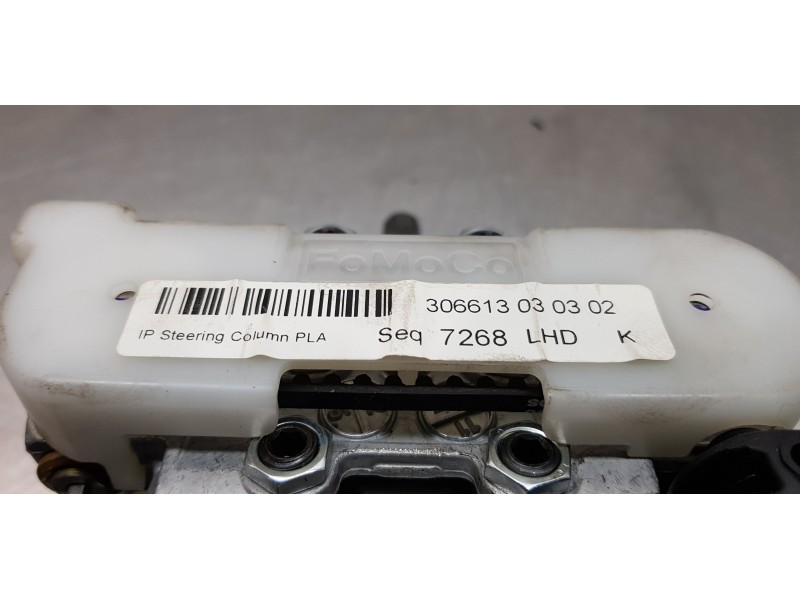 FoMoCo
306613 03 03 02
IP Steering Column PLA Seq 7268 LHD K